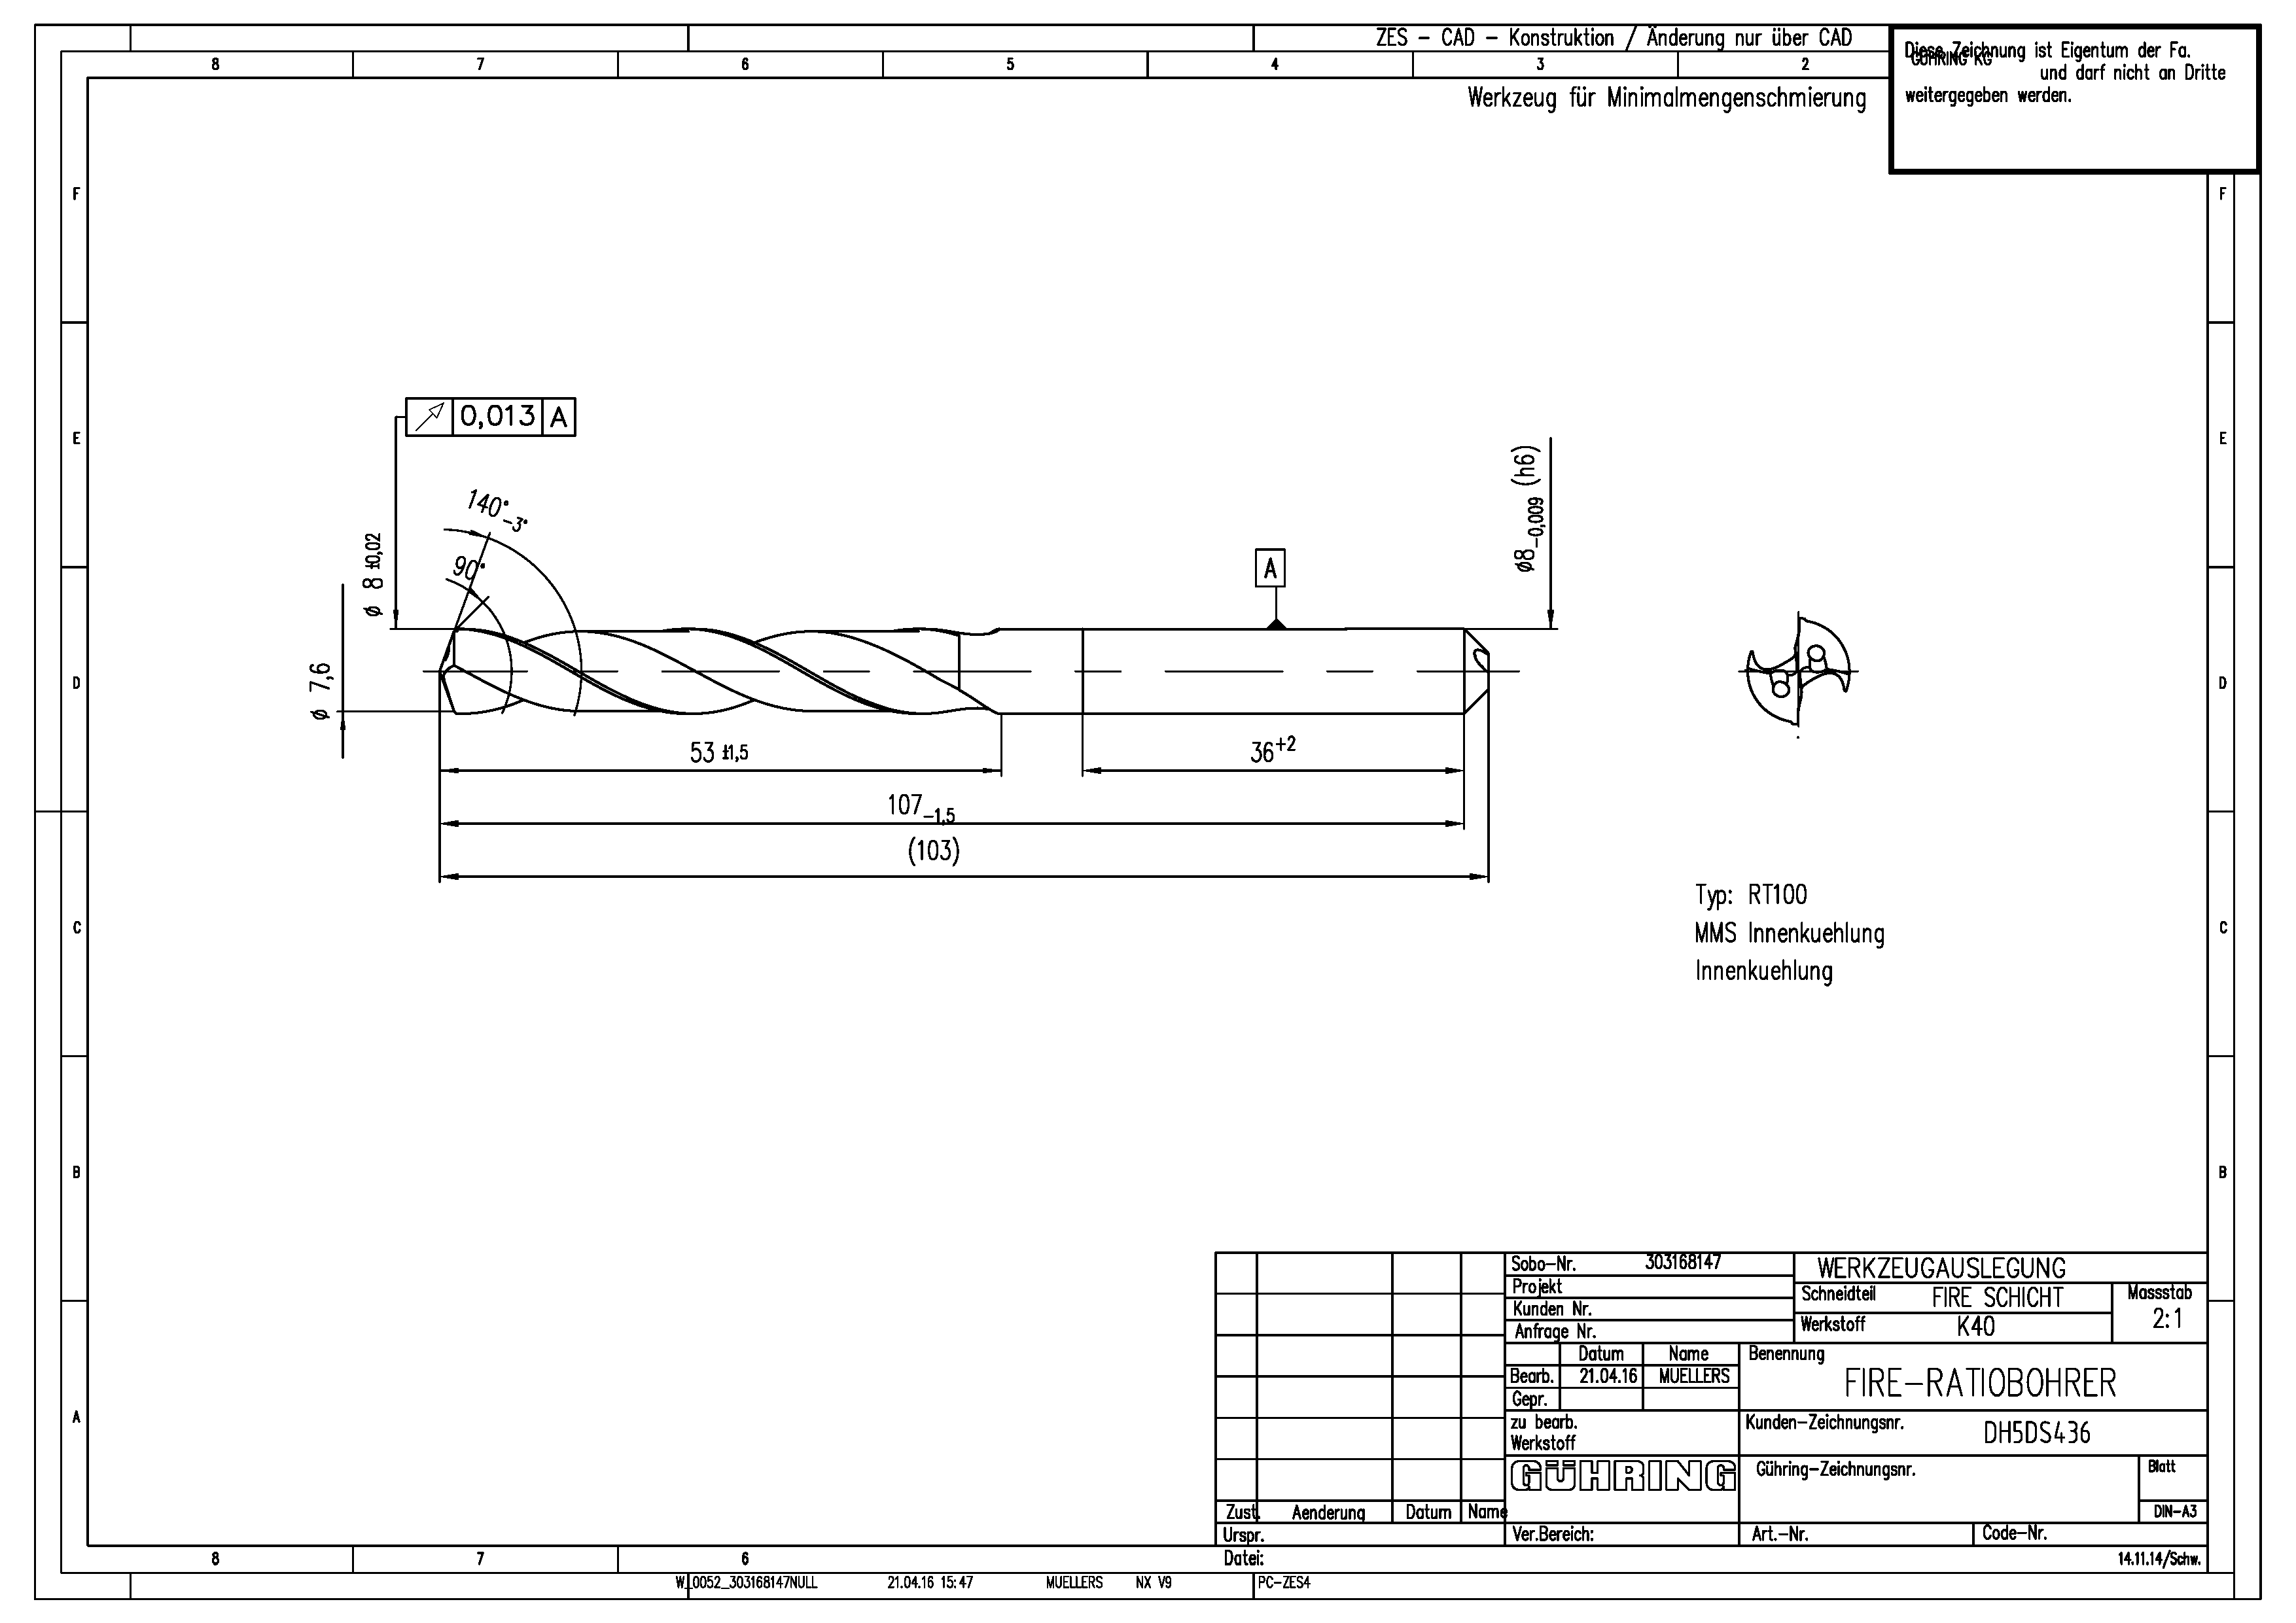 ZES - CAD - Konstruktion / Änderung nur über CAD
Diese Zeichnung ist Eigentum der Fa.
GÜHRING KG
und darf nicht an Dritte
weitergegeben werden.
8 7 6 5 4 3 2
Werkzeug für Minimalmengenschmierung
F F
E E
D D
C C
B B
A
0,013 A
140°-3°
90°
ø 8 ±0,02
ø 7,6
A
ø8-0,009 (h6)
53 ±1,5
36+2
107-1,5
(103)
Typ: RT100
MMS Innenkuehlung
Innenkuehlung
Sobo-Nr. 303168147
Projekt
Kunden Nr.
Anfrage Nr.
WERKZEUGAUSLEGUNG
Schneidteil FIRE SCHICHT
Werkstoff K40
Massstab
2:1
Datum Name
Bearb. 21.04.16 MUELLERS
Gepr.
Benennung
FIRE-RATIOBOHRER
zu bearb.
Werkstoff
Kunden-Zeichnungsnr. DH5DS436
GÜHRING
Gühring-Zeichnungsnr.
Blatt
DIN-A3
Zust. Aenderung Datum Name
Urspr.
Ver.Bereich: Art.-Nr. Code-Nr.
Datei:
14.11.14/Schw.
8 7 6
W_0052_303168147NULL 21.04.16 15:47 MUELLERS NX V9 PC-ZES4